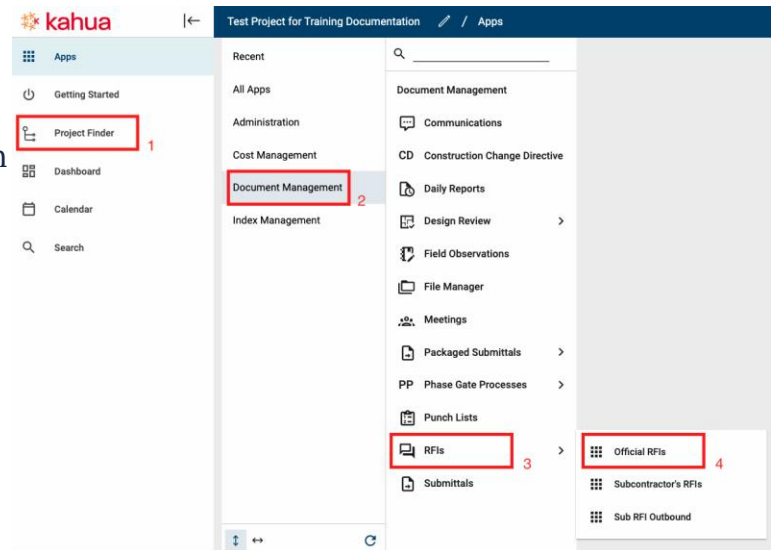 kahua
Test Project for Training Documentation / Apps
Apps
Getting Started
Project Finder
1
Dashboard
Calendar
Search
Recent
All Apps
Administration
Cost Management
Document Management
2
Index Management
Document Management
Communications
CD Construction Change Directive
Daily Reports
Design Review
Field Observations
File Manager
Meetings
Packaged Submittals
PP Phase Gate Processes
Punch Lists
RFIs
3
Submittals
Official RFIs
4
Subcontractor's RFIs
Sub RFI Outbound